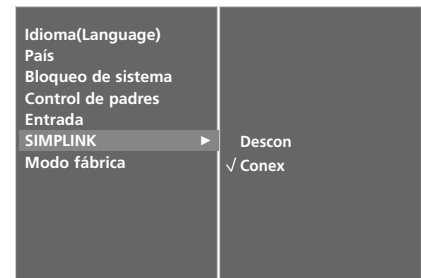 Idioma(Language)
País
Bloqueo de sistema
Control de padres
Entrada
SIMPLINK ►
Modo fábrica
Descon
√ Conex